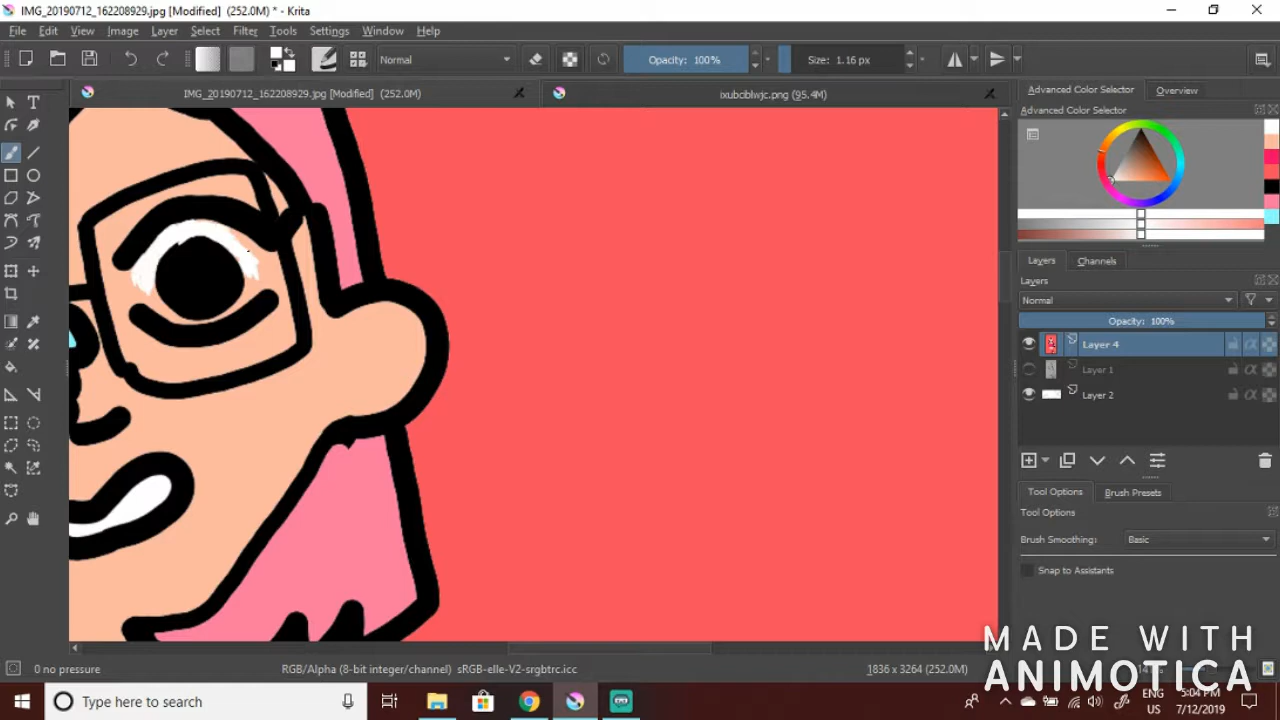 IMG_20190712_162208929.jpg [Modified] (252.0M) * - Krita
File Edit View Image Layer Select Filter Tools Settings Window Help
Normal Opacity: 100% Size: 1.16 px
IMG_20190712_162208929.jpg [Modified] (252.0M) ixubcblwjc.png (95.4M)
Advanced Color Selector Overview
Advanced Color Selector
Layers Channels
Layers
Normal
Opacity: 100%
Layer 4
Layer 1
Layer 2
Tool Options Brush Presets
Tool Options
Brush Smoothing: Basic
Snap to Assistants
MADE WITH
ANIMOTICA
0 no pressure RGB/Alpha (8-bit integer/channel) sRGB-elle-V2-srgbtrc.icc 1836 x 3264 (252.0M)
Type here to search
ENG 5:04 PM
US 7/12/2019